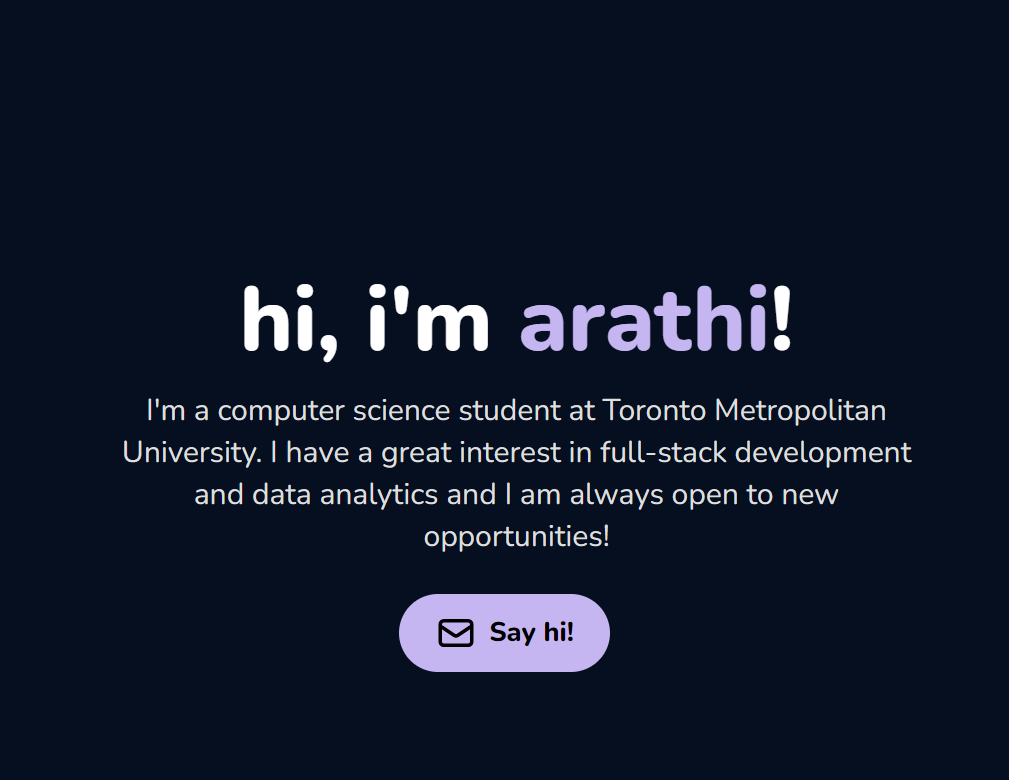 hi, i'm arathi!
I'm a computer science student at Toronto Metropolitan
University. I have a great interest in full-stack development
and data analytics and I am always open to new
opportunities!
Say hi!